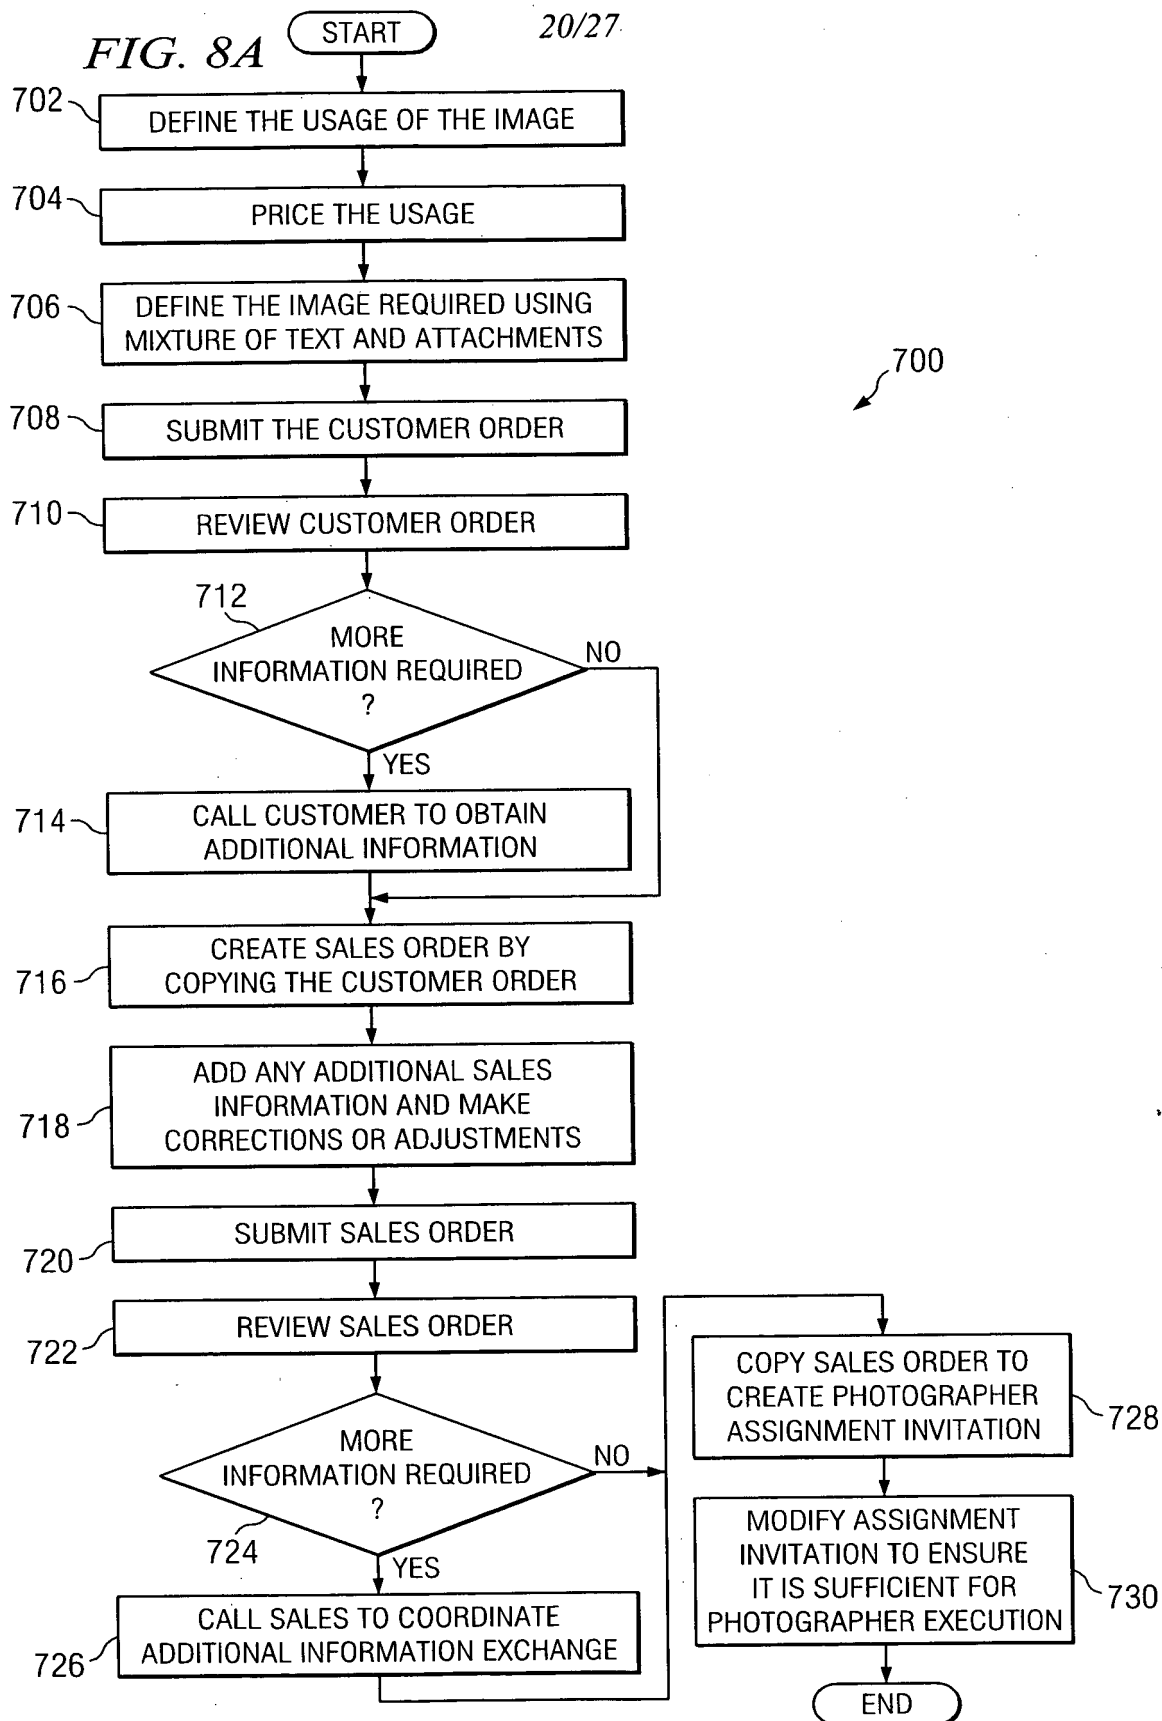 FIG. 8A
START
20/27
702
DEFINE THE USAGE OF THE IMAGE
704
PRICE THE USAGE
706
DEFINE THE IMAGE REQUIRED USING
MIXTURE OF TEXT AND ATTACHMENTS
700
708
SUBMIT THE CUSTOMER ORDER
710
REVIEW CUSTOMER ORDER
712
MORE
INFORMATION REQUIRED
?
NO
YES
714
CALL CUSTOMER TO OBTAIN
ADDITIONAL INFORMATION
716
CREATE SALES ORDER BY
COPYING THE CUSTOMER ORDER
718
ADD ANY ADDITIONAL SALES
INFORMATION AND MAKE
CORRECTIONS OR ADJUSTMENTS
720
SUBMIT SALES ORDER
722
REVIEW SALES ORDER
724
MORE
INFORMATION REQUIRED
?
NO
YES
726
CALL SALES TO COORDINATE
ADDITIONAL INFORMATION EXCHANGE
COPY SALES ORDER TO
CREATE PHOTOGRAPHER
ASSIGNMENT INVITATION
728
MODIFY ASSIGNMENT
INVITATION TO ENSURE
IT IS SUFFICIENT FOR
PHOTOGRAPHER EXECUTION
730
END